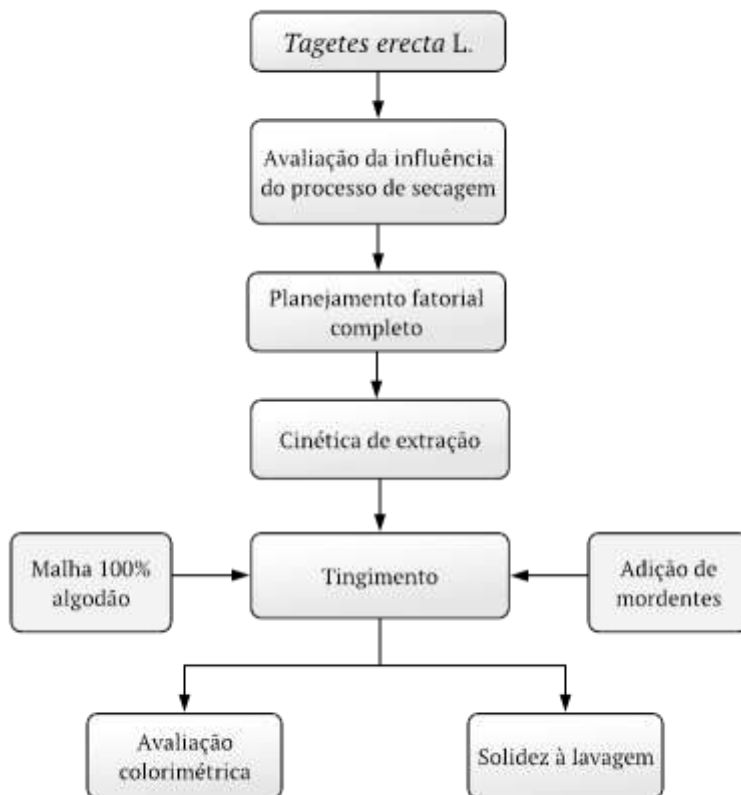 Tagetes erecta L.
Avaliação da influência
do processo de secagem
Planejamento fatorial
completo
Cinética de extração
Malha 100%
algodão
Tingimento
Adição de
mordentes
Avaliação
colorimétrica
Solidez à lavagem